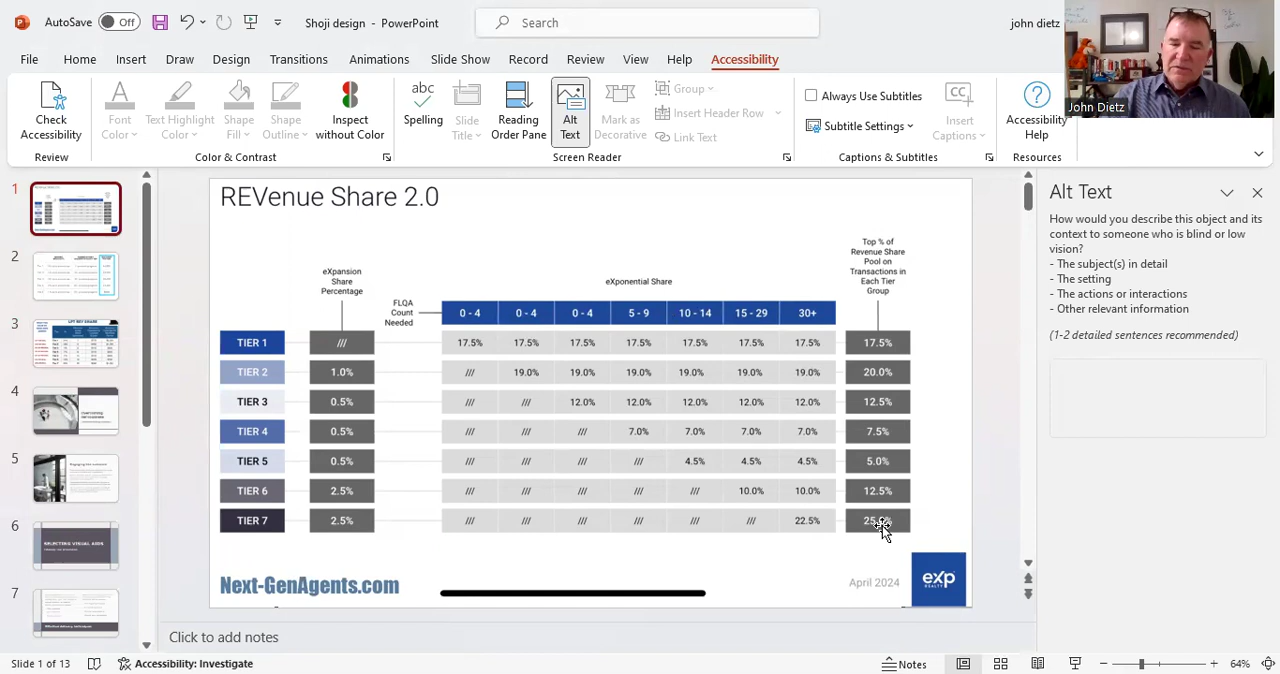 AutoSave Off Shoji design - PowerPoint Search john dietz
File Home Insert Draw Design Slide Show Transitions Animations Record Review View Help Accessibility
Check Accessibility
Font Color
Text Highlight Color
Shape Fill
Shape Outline
Inspect without Color
Spelling
Slide Title
Reading Order Pane
Alt Text
Mark as Decorative
Group
Insert Header Row
Link Text
Always Use Subtitles
Subtitle Settings
Insert Captions
Accessibility Help
John Dietz
Review Color & Contrast Screen Reader Captions & Subtitles Resources
1
2
3
4
5
6
7
REVenue Share 2.0
eXpansion
Share
Percentage
FLQA
Count
Needed
eXponential Share
Top % of
Revenue Share
Pool on
Transactions in
Each Tier
Group
0 - 4 0 - 4 0 - 4 5 - 9 10 - 14 15 - 29 30+
TIER 1 /// 17.5% 17.5% 17.5% 17.5% 17.5% 17.5% 17.5% 17.5%
TIER 2 1.0% /// 19.0% 19.0% 19.0% 19.0% 19.0% 19.0% 20.0%
TIER 3 0.5% /// /// 12.0% 12.0% 12.0% 12.0% 12.0% 12.5%
TIER 4 0.5% /// /// /// 7.0% 7.0% 7.0% 7.0% 7.5%
TIER 5 0.5% /// /// /// /// 4.5% 4.5% 4.5% 5.0%
TIER 6 2.5% /// /// /// /// /// 10.0% 10.0% 12.5%
TIER 7 2.5% /// /// /// /// /// /// 22.5% 25.0%
Next-GenAgents.com
April 2024
eXp
REALTY
Click to add notes
Alt Text
How would you describe this object and its
context to someone who is blind or low
vision?
- The subject(s) in detail
- The setting
- The actions or interactions
- Other relevant information
(1-2 detailed sentences recommended)
Slide 1 of 13 Accessibility: Investigate Notes 64%